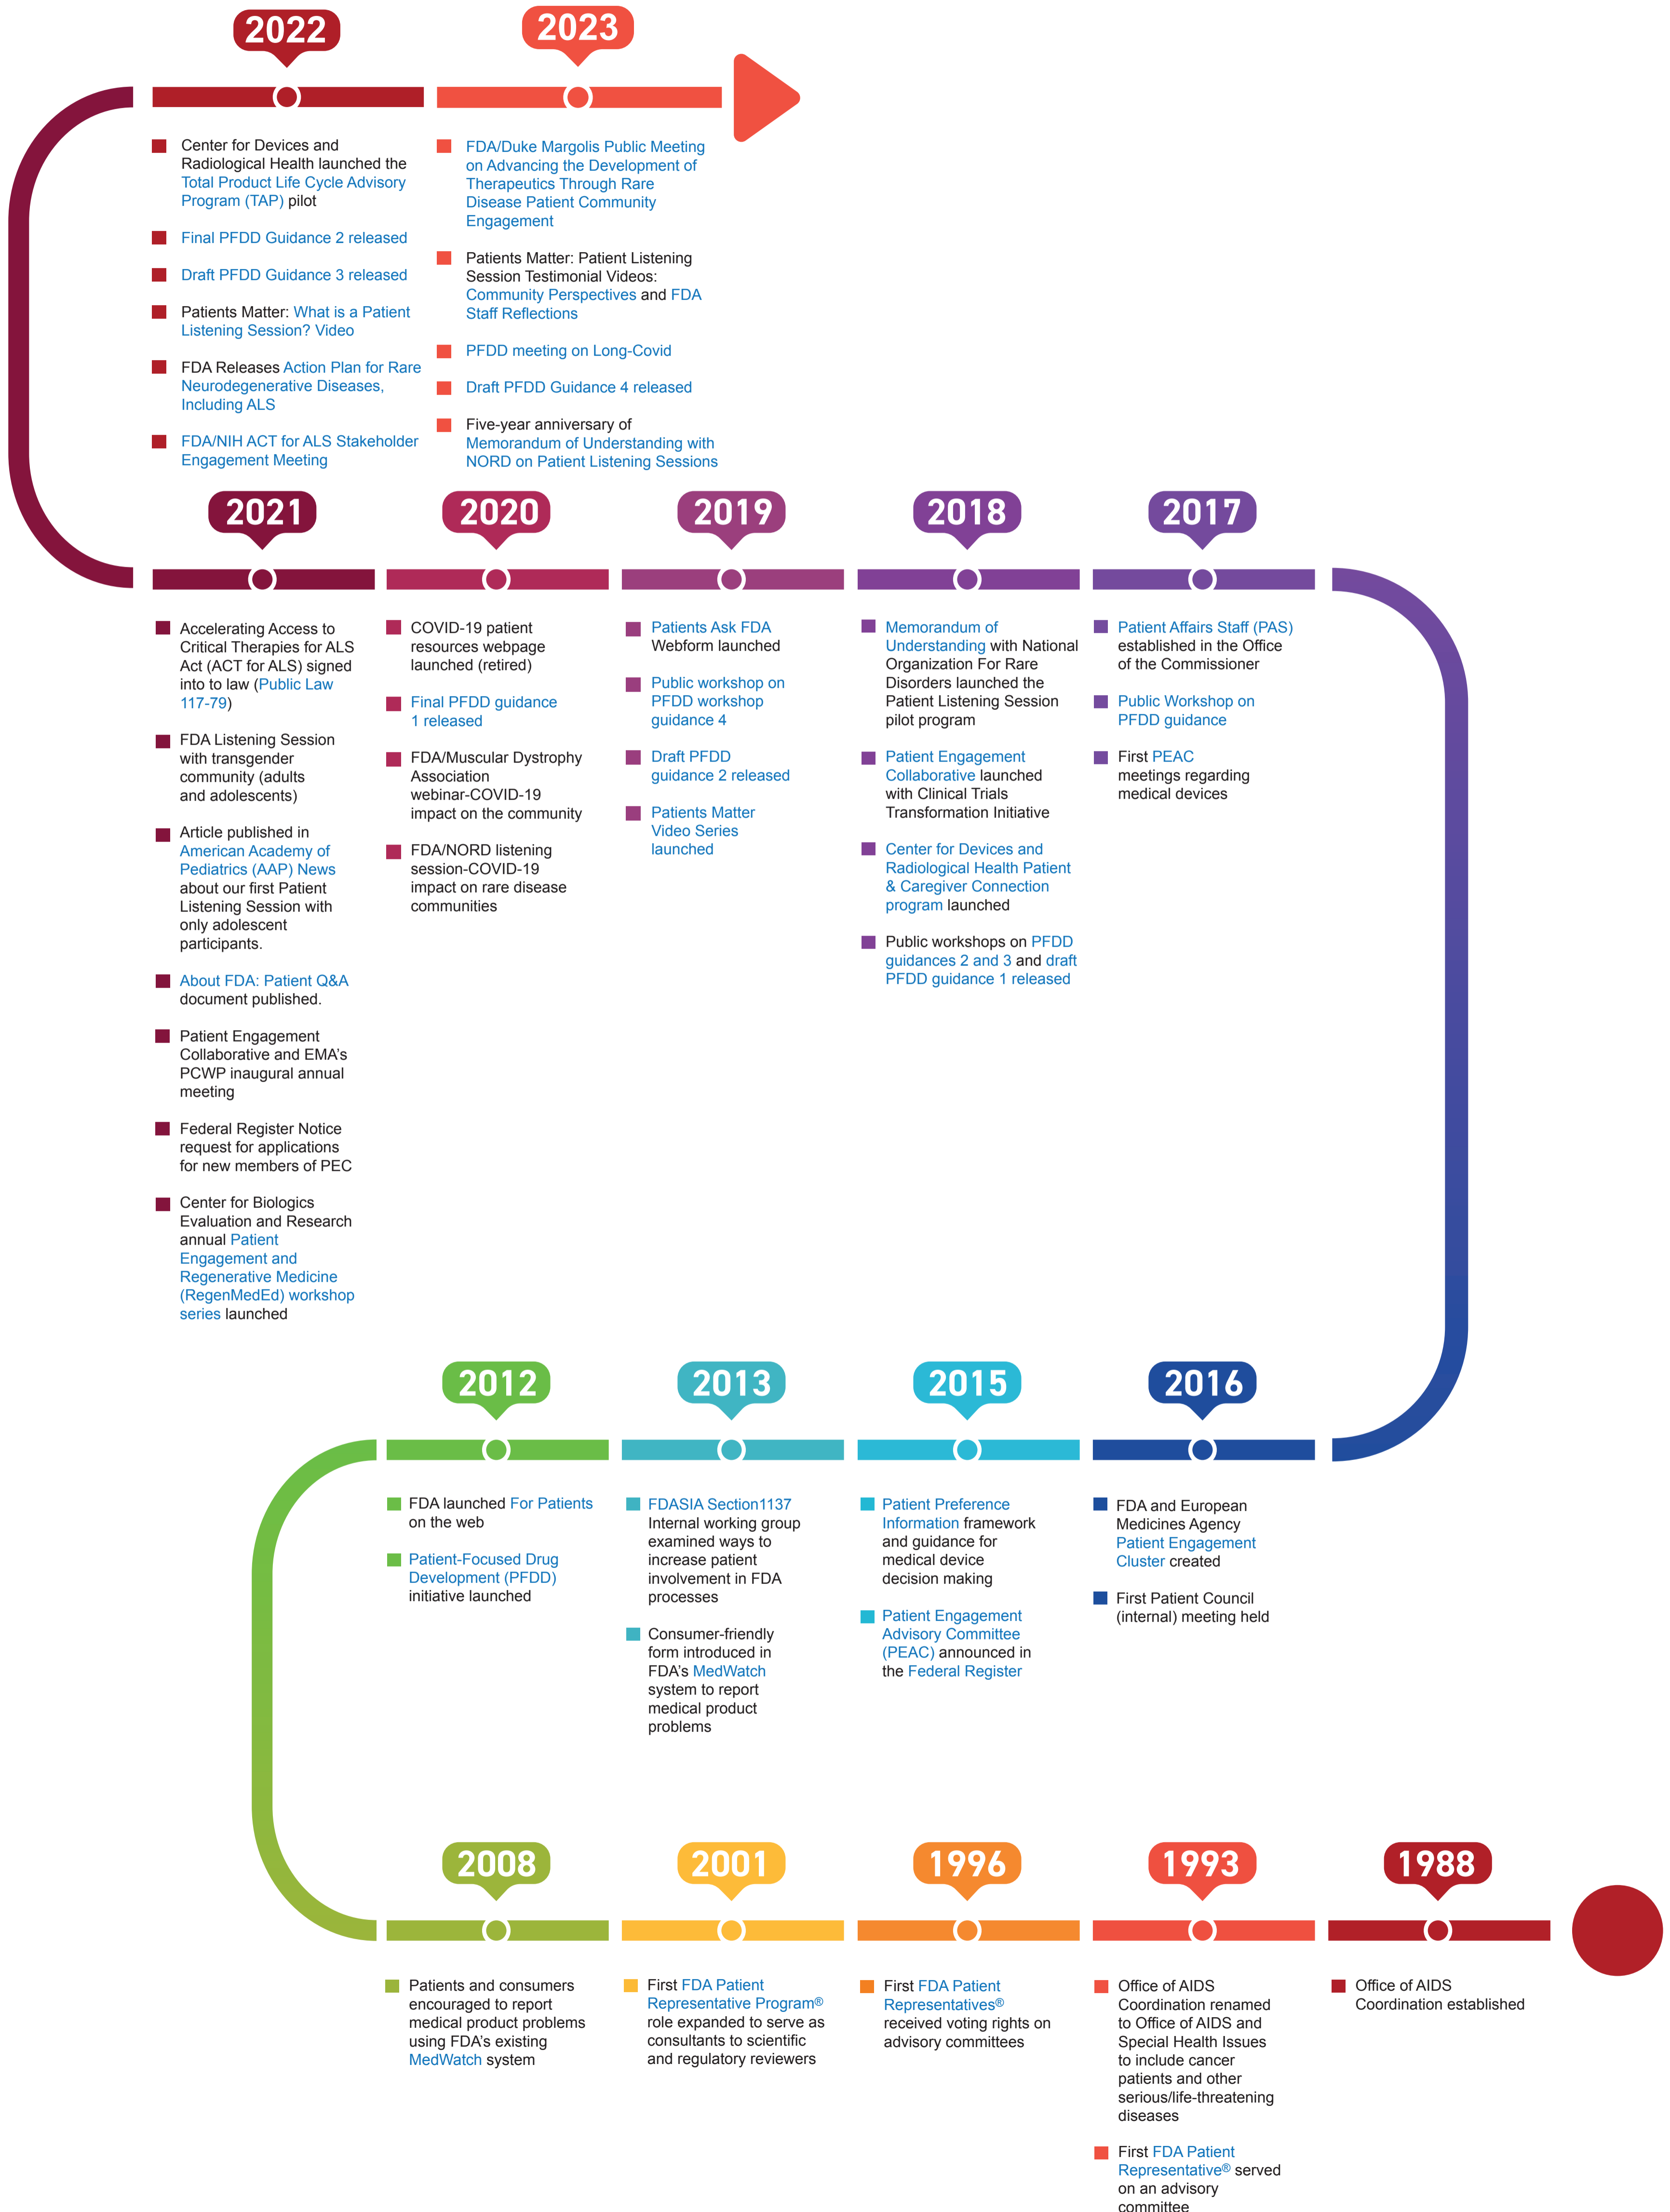 2022
Center for Devices and
Radiological Health launched the
Total Product Life Cycle Advisory
Program (TAP) pilot
Final PFDD Guidance 2 released
Draft PFDD Guidance 3 released
Patients Matter: What is a Patient
Listening Session? Video
FDA Releases Action Plan for Rare
Neurodegenerative Diseases,
Including ALS
FDA/NIH ACT for ALS Stakeholder
Engagement Meeting
2023
FDA/Duke Margolis Public Meeting
on Advancing the Development of
Therapeutics Through Rare
Disease Patient Community
Engagement
Patients Matter: Patient Listening
Session Testimonial Videos:
Community Perspectives and FDA
Staff Reflections
PFDD meeting on Long-Covid
Draft PFDD Guidance 4 released
Five-year anniversary of
Memorandum of Understanding with
NORD on Patient Listening Sessions
2021
Accelerating Access to
Critical Therapies for ALS
Act (ACT for ALS) signed
into to law (Public Law
117-79)
FDA Listening Session
with transgender
community (adults
and adolescents)
Article published in
American Academy of
Pediatrics (AAP) News
about our first Patient
Listening Session with
only adolescent
participants.
About FDA: Patient Q&A
document published.
Patient Engagement
Collaborative and EMA's
PCWP inaugural annual
meeting
Federal Register Notice
request for applications
for new members of PEC
Center for Biologics
Evaluation and Research
annual Patient
Engagement and
Regenerative Medicine
(RegenMedEd) workshop
series launched
2020
COVID-19 patient
resources webpage
launched (retired)
Final PFDD guidance
1 released
FDA/Muscular Dystrophy
Association
webinar-COVID-19
impact on the community
FDA/NORD listening
session-COVID-19
impact on rare disease
communities
2019
Patients Ask FDA
Webform launched
Public workshop on
PFDD workshop
guidance 4
Draft PFDD
guidance 2 released
Patients Matter
Video Series
launched
2018
Memorandum of
Understanding with National
Organization For Rare
Disorders launched the
Patient Listening Session
pilot program
Patient Engagement
Collaborative launched
with Clinical Trials
Transformation Initiative
Center for Devices and
Radiological Health Patient
& Caregiver Connection
program launched
Public workshops on PFDD
guidances 2 and 3 and draft
PFDD guidance 1 released
2017
Patient Affairs Staff (PAS)
established in the Office
of the Commissioner
Public Workshop on
PFDD guidance
First PEAC
meetings regarding
medical devices
2012
FDA launched For Patients
on the web
Patient-Focused Drug
Development (PFDD)
initiative launched
2013
FDASIA Section1137
Internal working group
examined ways to
increase patient
involvement in FDA
processes
Consumer-friendly
form introduced in
FDA's MedWatch
system to report
medical product
problems
2015
Patient Preference
Information framework
and guidance for
medical device
decision making
Patient Engagement
Advisory Committee
(PEAC) announced in
the Federal Register
2016
FDA and European
Medicines Agency
Patient Engagement
Cluster created
First Patient Council
(internal) meeting held
2008
Patients and consumers
encouraged to report
medical product problems
using FDA's existing
MedWatch system
2001
First FDA Patient
Representative Program®
role expanded to serve as
consultants to scientific
and regulatory reviewers
1996
First FDA Patient
Representatives®
received voting rights on
advisory committees
1993
Office of AIDS
Coordination renamed
to Office of AIDS and
Special Health Issues
to include cancer
patients and other
serious/life-threatening
diseases
First FDA Patient
Representative® served
on an advisory
committee
1988
Office of AIDS
Coordination established